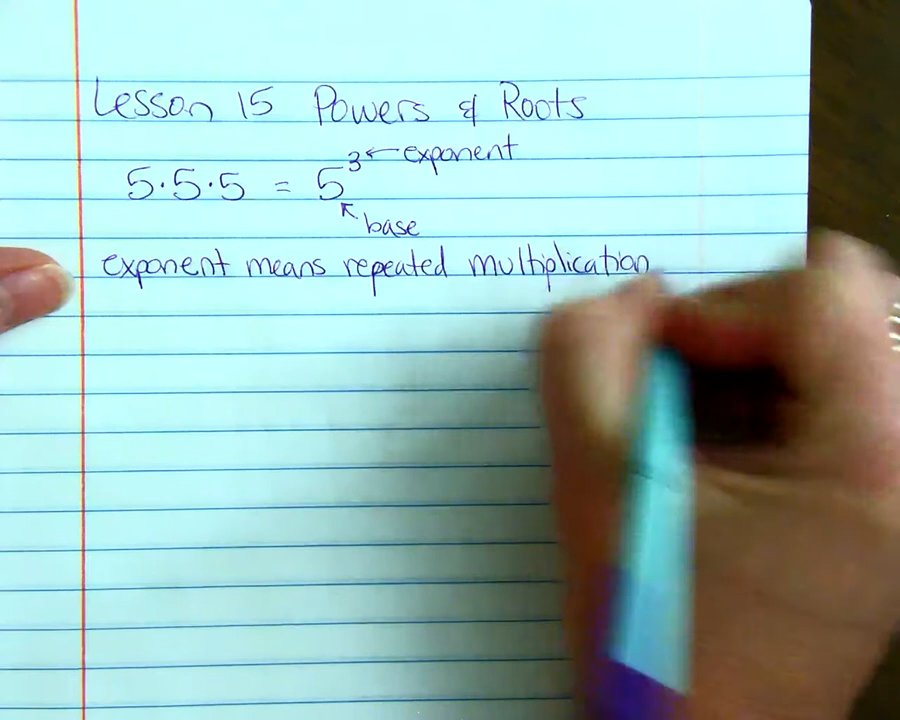 Lesson 15 Powers & Roots
5·5·5 = 5³ ← exponent
↖ base
exponent means repeated multiplication